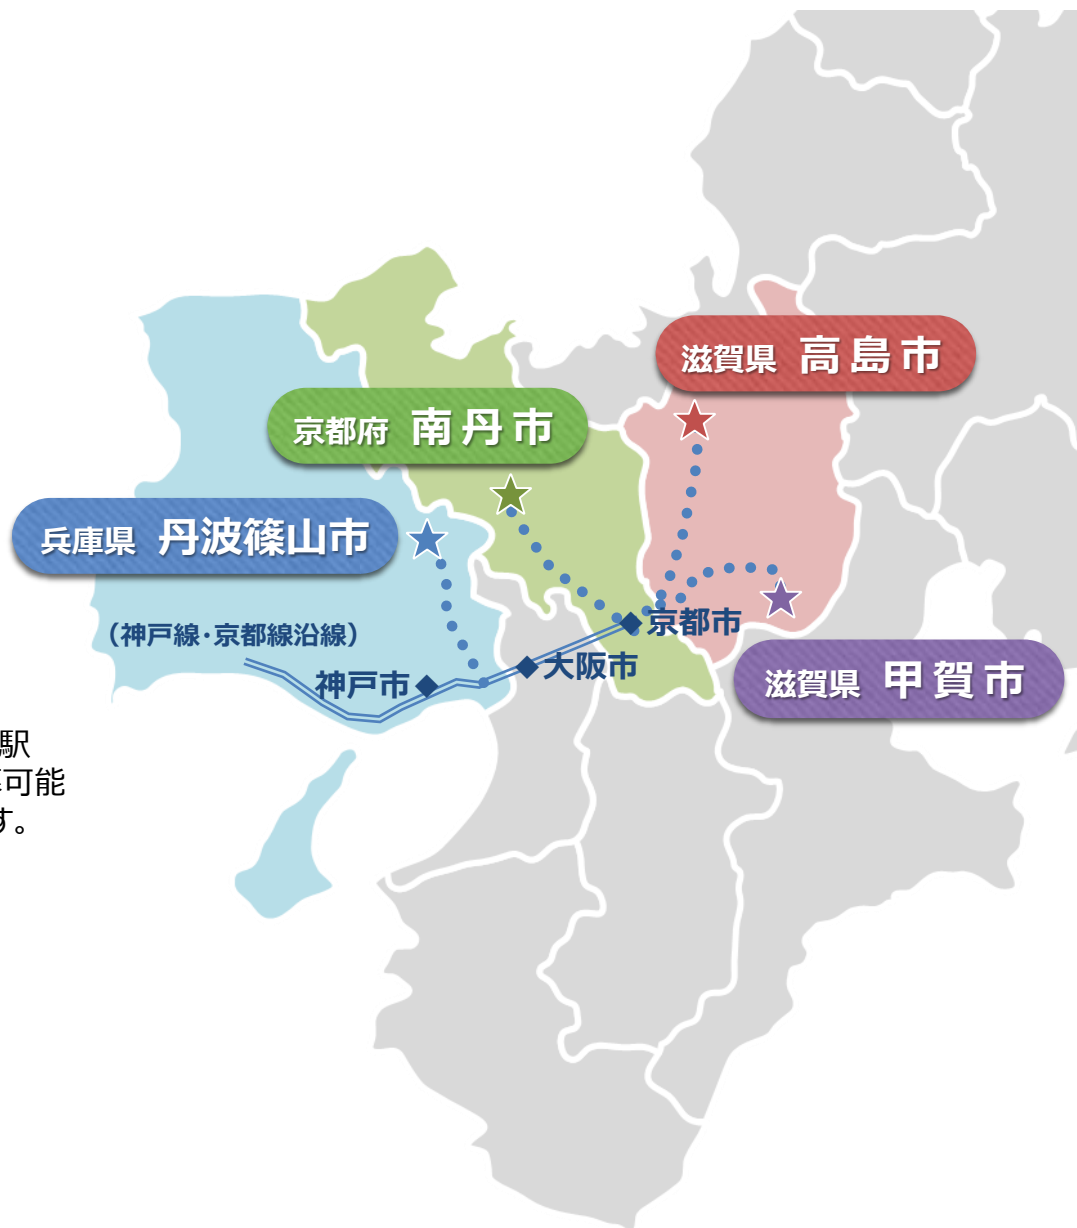 滋賀県 高島市
京都府 南丹市
兵庫県 丹波篠山市
京都市
（神戸線･京都線沿線）
大阪市
神戸市
滋賀県 甲賀市
駅
可能
す。